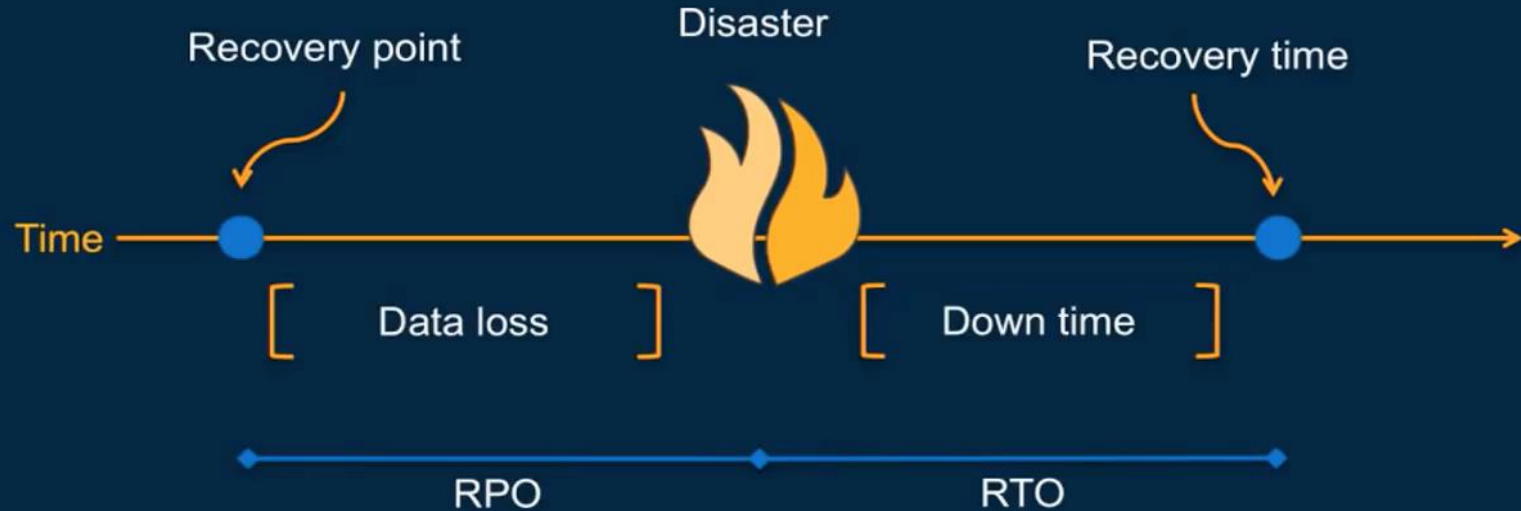 Disaster
Recovery point
Recovery time
Time
Data loss
Down time
RPO
RTO